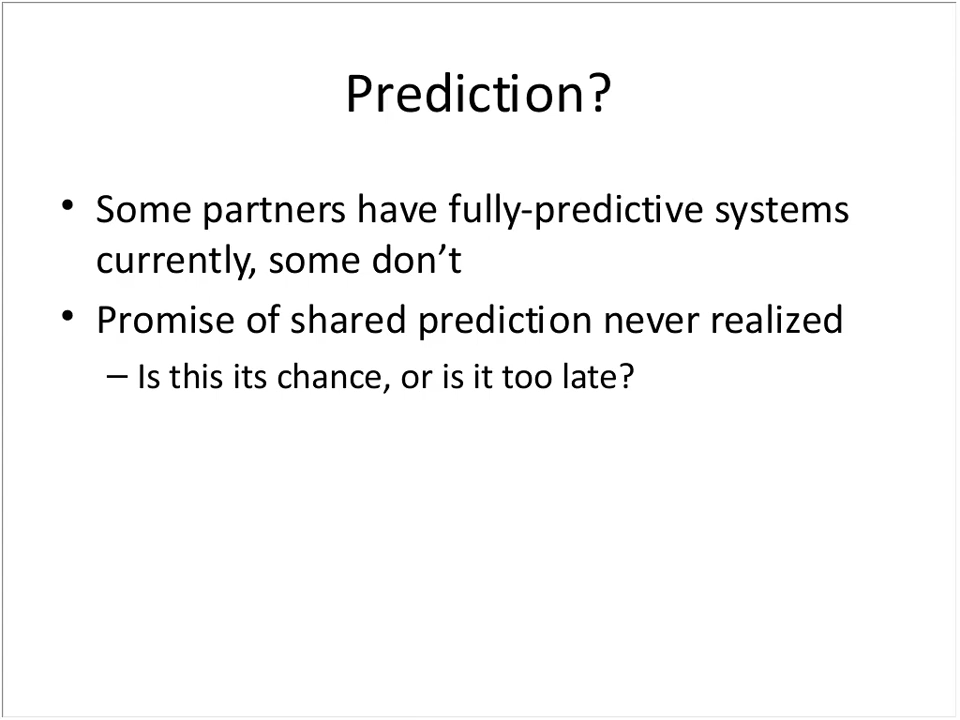 Prediction?
• Some partners have fully-predictive systems
currently, some don’t
• Promise of shared prediction never realized
– Is this its chance, or is it too late?